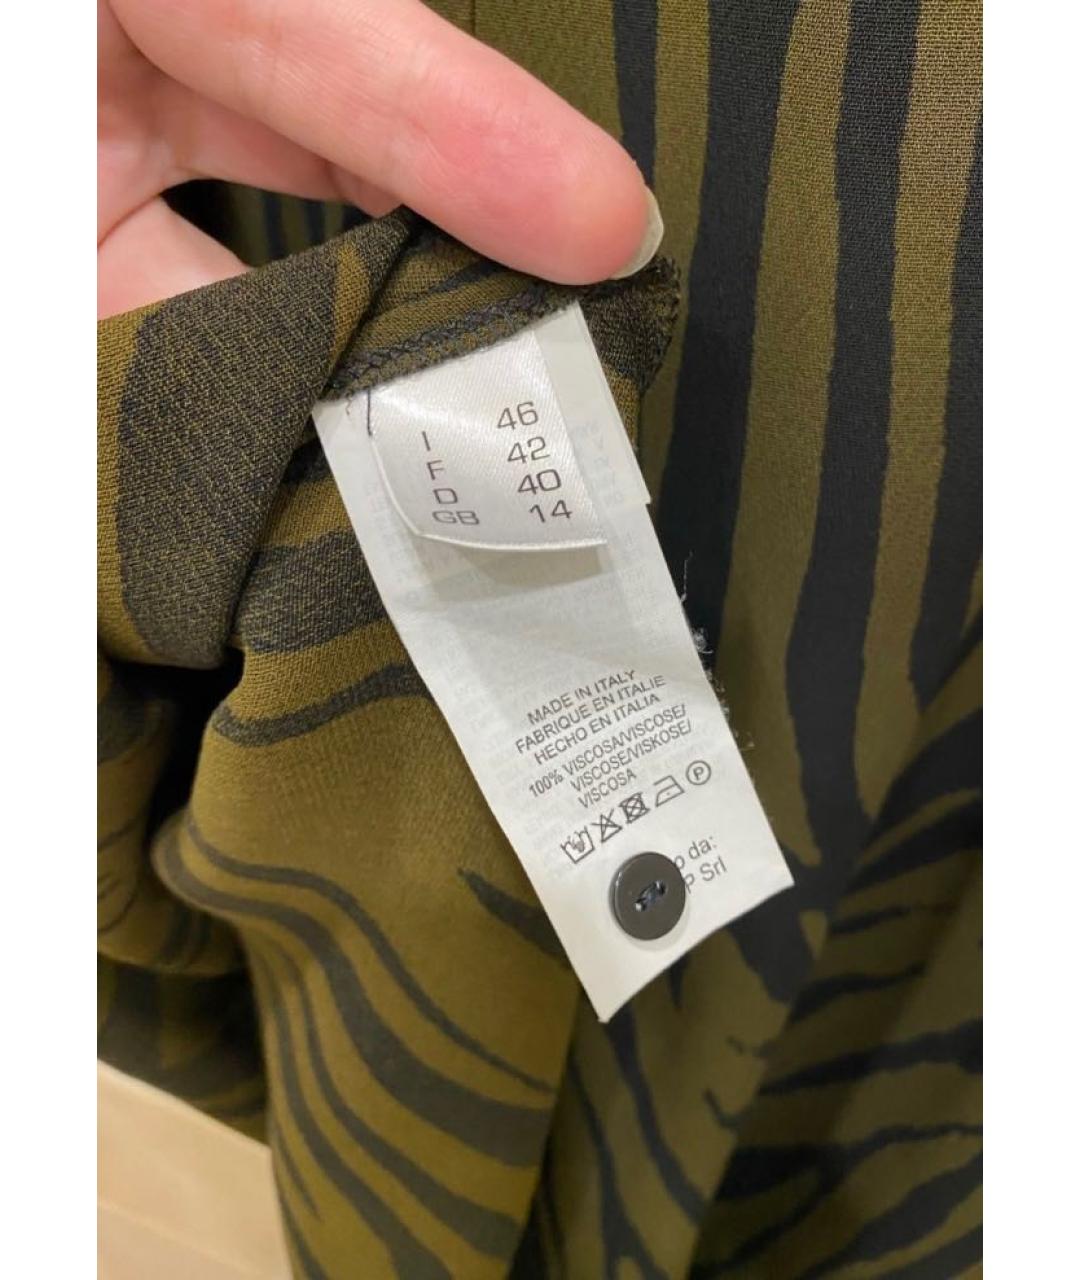 I 46
F 42
D 40
GB 14
MADE IN ITALY
FABRIQUE EN ITALIE
HECHO EN ITALIA
100% VISCOSA/VISCOSE/
VISCOSE/VISKOSE/
VISCOSA
P
da:
Srl